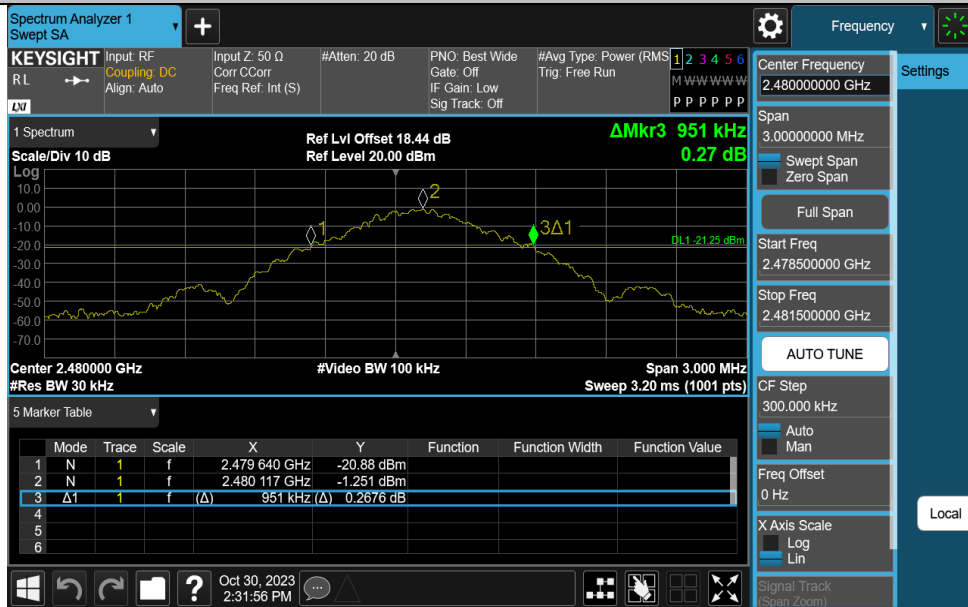 Spectrum Analyzer 1
Swept SA
+
Frequency
KEYSIGHT
RL
LXI
Input: RF
Coupling: DC
Align: Auto
Input Z: 50 Ω
Corr CCorr
Freq Ref: Int (S)
#Atten: 20 dB
PNO: Best Wide
Gate: Off
IF Gain: Low
Sig Track: Off
#Avg Type: Power (RMS
Trig: Free Run
1 2 3 4 5 6
M W W W W W
P P P P P P
1 Spectrum
Scale/Div 10 dB
Ref Lvl Offset 18.44 dB
Ref Level 20.00 dBm
ΔMkr3 951 kHz
0.27 dB
Log
10.0
0.00
-10.0
-20.0
-30.0
-40.0
-50.0
-60.0
-70.0
1
2
3Δ1
DL1 -21.25 dBm
Center 2.480000 GHz
#Res BW 30 kHz
#Video BW 100 kHz
Span 3.000 MHz
Sweep 3.20 ms (1001 pts)
5 Marker Table
Mode Trace Scale X Y Function Function Width Function Value
1 N 1 f 2.479 640 GHz -20.88 dBm
2 N 1 f 2.480 117 GHz -1.251 dBm
3 Δ1 1 f (Δ) 951 kHz (Δ) 0.2676 dB
4
5
6
?
Oct 30, 2023
2:31:56 PM
Center Frequency
2.480000000 GHz
Settings
Span
3.00000000 MHz
Swept Span
Zero Span
Full Span
Start Freq
2.478500000 GHz
Stop Freq
2.481500000 GHz
AUTO TUNE
CF Step
300.000 kHz
Auto
Man
Freq Offset
0 Hz
Local
X Axis Scale
Log
Lin
Signal Track
(Span Zoom)